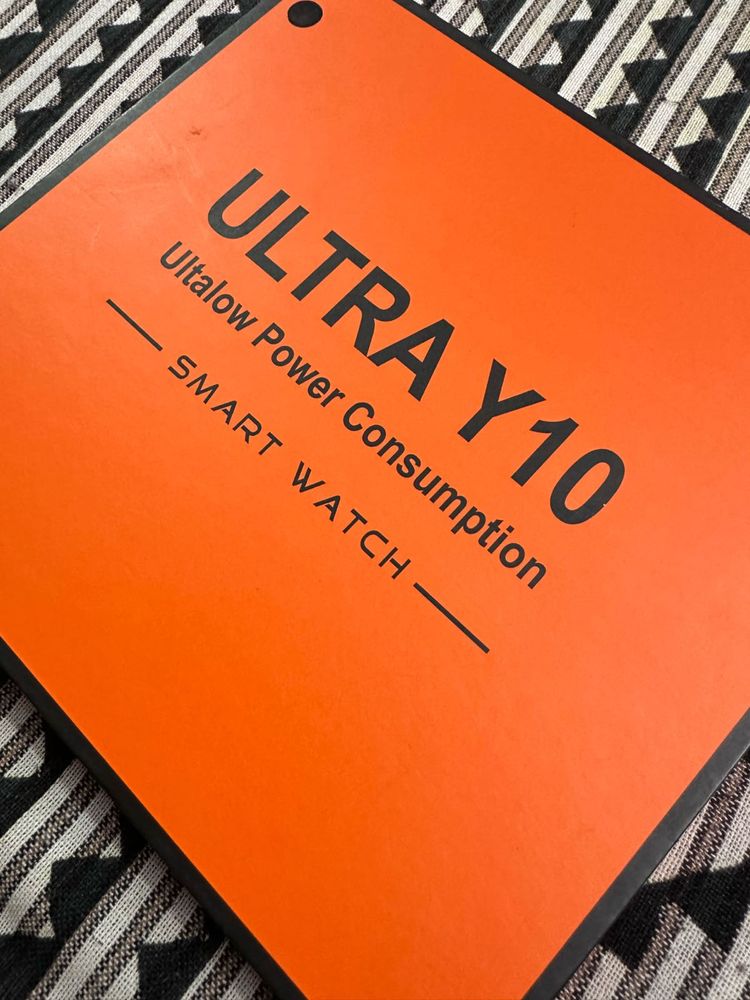 ULTRA Y10
Ultalow Power Consumption
SMART WATCH